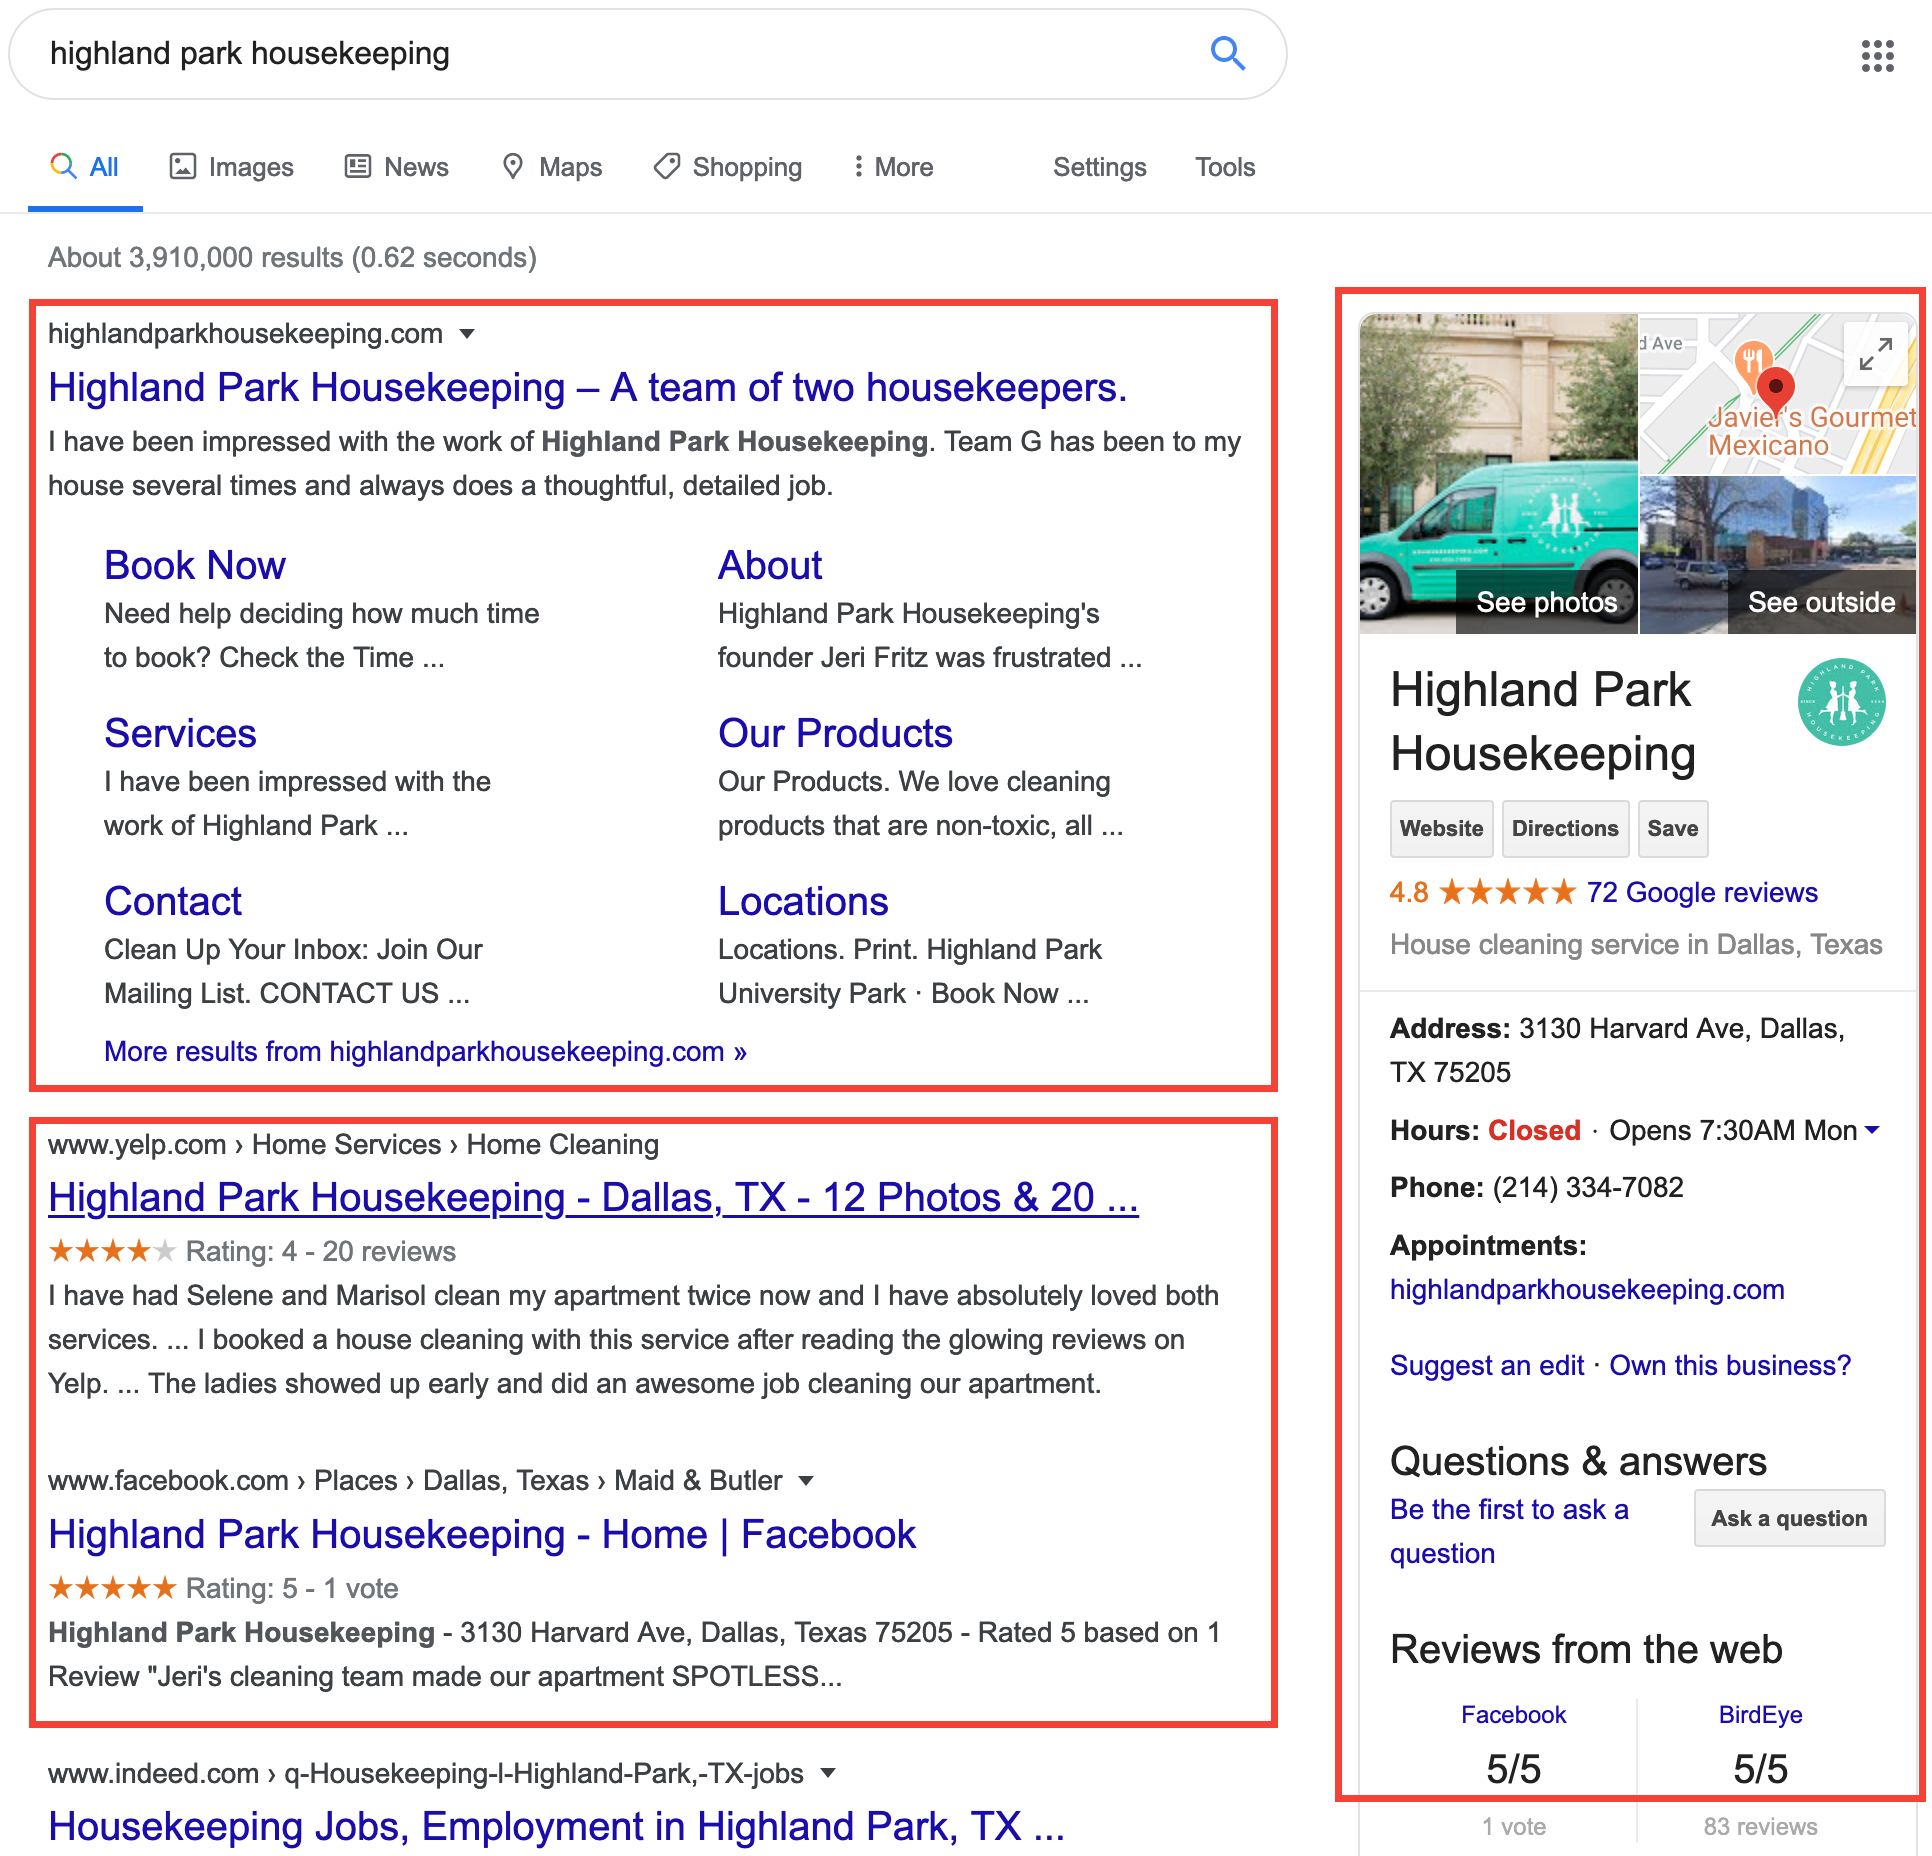 highland park housekeeping
All Images News Maps Shopping More Settings Tools
About 3,910,000 results (0.62 seconds)
highlandparkhousekeeping.com
Highland Park Housekeeping – A team of two housekeepers.
I have been impressed with the work of Highland Park Housekeeping. Team G has been to my
house several times and always does a thoughtful, detailed job.
Book Now
Need help deciding how much time
to book? Check the Time ...
About
Highland Park Housekeeping's
founder Jeri Fritz was frustrated ...
Services
I have been impressed with the
work of Highland Park ...
Our Products
Our Products. We love cleaning
products that are non-toxic, all ...
Contact
Clean Up Your Inbox: Join Our
Mailing List. CONTACT US ...
Locations
Locations. Print. Highland Park
University Park · Book Now ...
More results from highlandparkhousekeeping.com »
www.yelp.com › Home Services › Home Cleaning
Highland Park Housekeeping - Dallas, TX - 12 Photos & 20 ...
Rating: 4 - 20 reviews
I have had Selene and Marisol clean my apartment twice now and I have absolutely loved both
services. ... I booked a house cleaning with this service after reading the glowing reviews on
Yelp. ... The ladies showed up early and did an awesome job cleaning our apartment.
www.facebook.com › Places › Dallas, Texas › Maid & Butler
Highland Park Housekeeping - Home | Facebook
Rating: 5 - 1 vote
Highland Park Housekeeping - 3130 Harvard Ave, Dallas, Texas 75205 - Rated 5 based on 1
Review "Jeri's cleaning team made our apartment SPOTLESS...
www.indeed.com › q-Housekeeping-l-Highland-Park,-TX-jobs
Housekeeping Jobs, Employment in Highland Park, TX ...
d Ave
Javier's Gourmet
Mexicano
HIGHLAND PARK
HOUSEKEEPING
See photos
See outside
Highland Park
Housekeeping
HIGHLAND PARK
SINCE
HOUSEKEEPING
Website Directions Save
4.8 72 Google reviews
House cleaning service in Dallas, Texas
Address: 3130 Harvard Ave, Dallas,
TX 75205
Hours: Closed · Opens 7:30AM Mon
Phone: (214) 334-7082
Appointments:
highlandparkhousekeeping.com
Suggest an edit · Own this business?
Questions & answers
Be the first to ask a
question
Ask a question
Reviews from the web
Facebook
5/5
1 vote
BirdEye
5/5
83 reviews